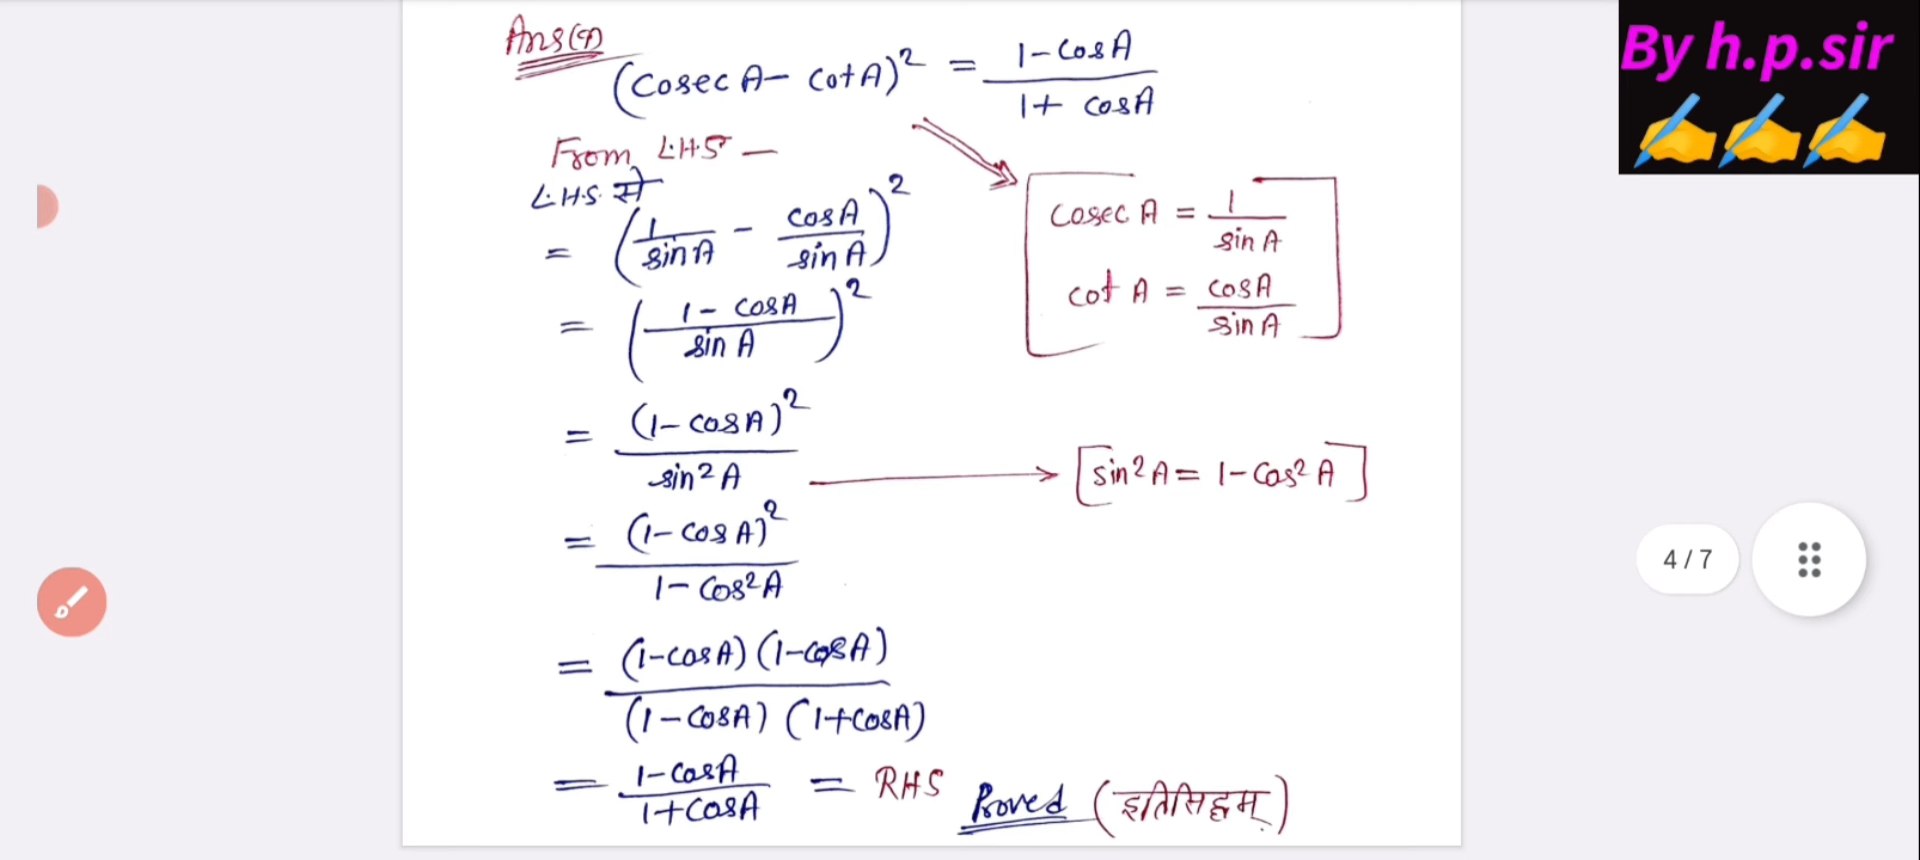 Ans(9)
(Cosec A - Cot A)² = (1 - Cos A)/(1 + Cos A)
By h.p.sir
From L.H.S -
L.H.S. से
= (1/sin A - Cos A/sin A)²
Cosec A = 1/sin A
cot A = cos A/sin A
= ((1 - cos A)/sin A)²
= (1 - cos A)²/sin² A
[sin² A = 1 - Cos² A]
= (1 - cos A)²/(1 - Cos² A)
4 / 7
= (1 - cos A)(1 - cos A)/(1 - cos A)(1 + cos A)
= (1 - cos A)/(1 + cos A) = RHS Proved (इतिसिद्धम्)